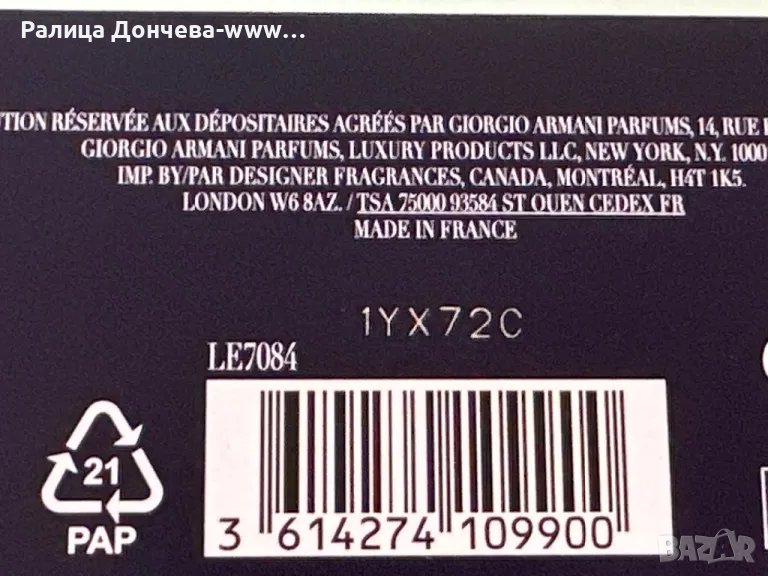 Ралица Дончева-www...
TION RÉSERVÉE AUX DÉPOSITAIRES AGRÉÉS PAR GIORGIO ARMANI PARFUMS, 14, RUE
GIORGIO ARMANI PARFUMS, LUXURY PRODUCTS LLC, NEW YORK, N.Y. 1000
IMP. BY/PAR DESIGNER FRAGRANCES, CANADA, MONTRÉAL, H4T 1K5.
LONDON W6 8AZ. / TSA 75000 93584 ST OUEN CEDEX FR
MADE IN FRANCE
1YX72C
LE7084
21
PAP
3 614274 109900
BAZAR